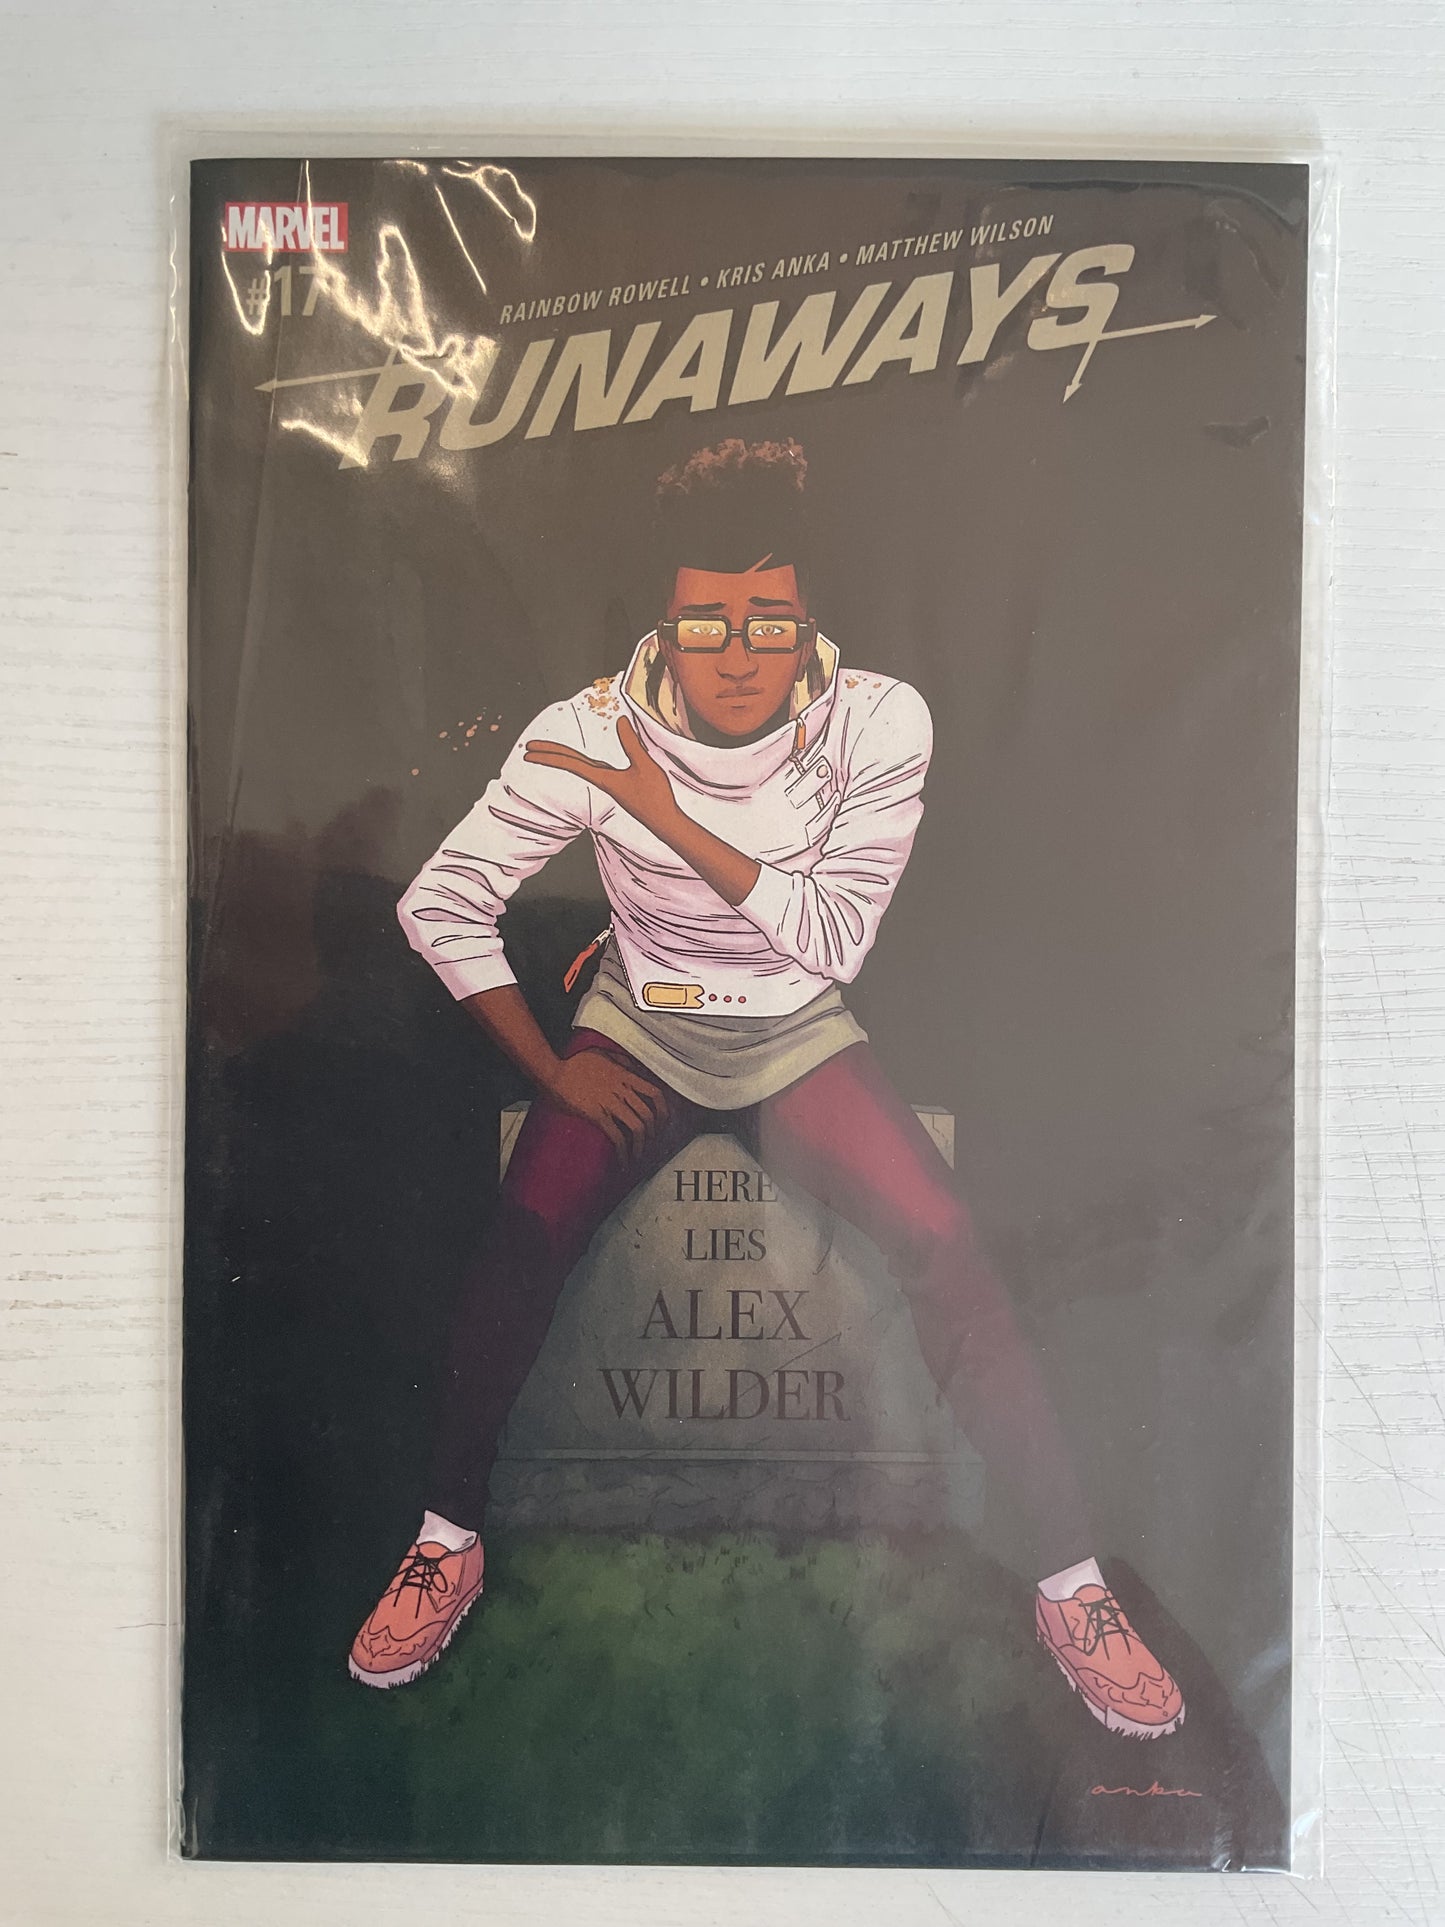 MARVEL
#17
RAINBOW ROWELL • KRIS ANKA • MATTHEW WILSON
RUNAWAYS
HERE
LIES
ALEX
WILDER
anka